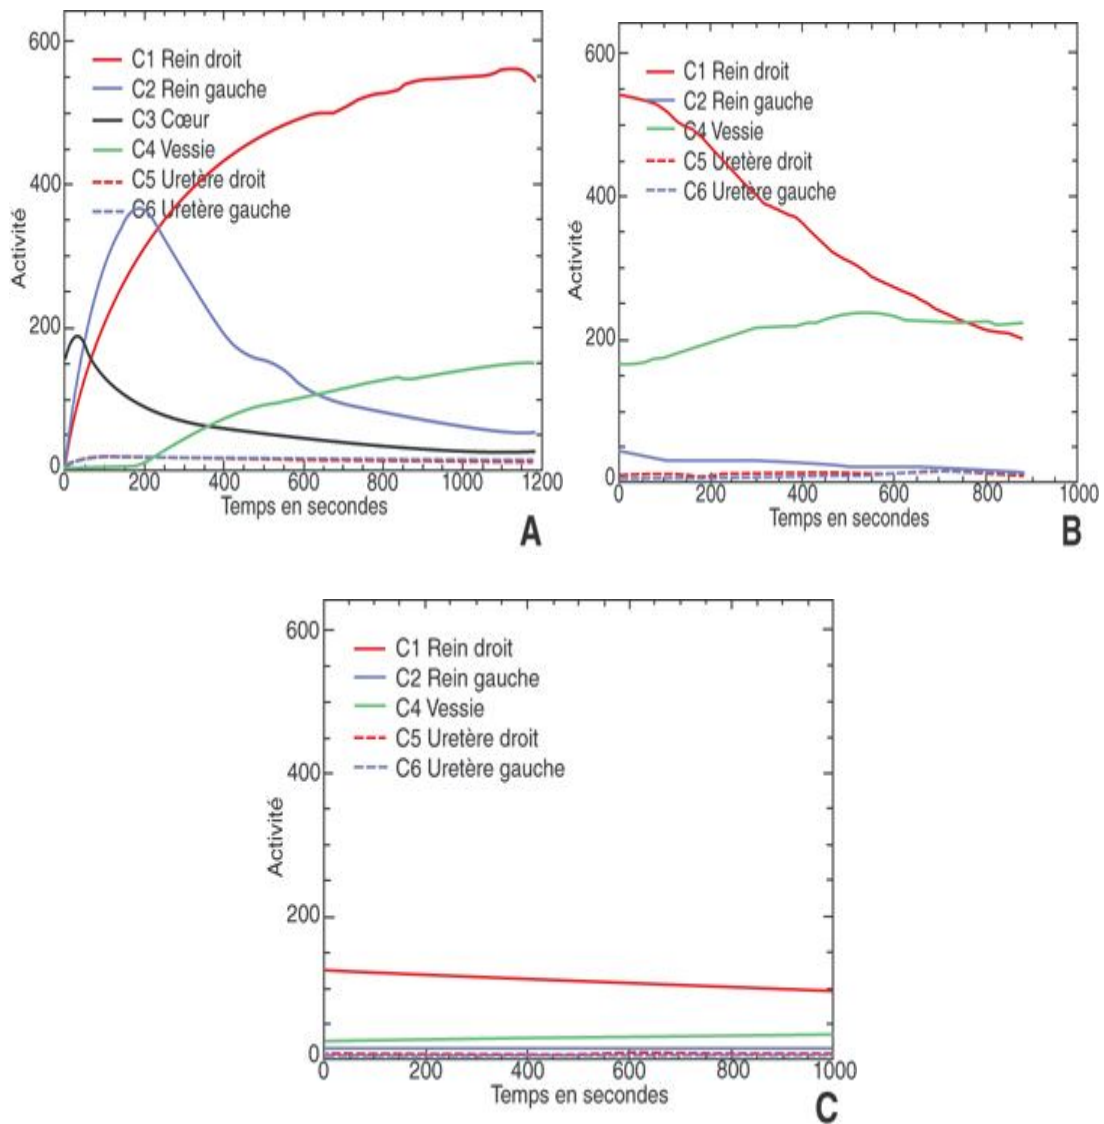 600
400
200
0
Activité
C1 Rein droit
C2 Rein gauche
C3 Cœur
C4 Vessie
C5 Uretère droit
C6 Uretère gauche
0 200 400 600 800 1000 1200
Temps en secondes
A
600
400
200
0
Activité
C1 Rein droit
C2 Rein gauche
C4 Vessie
C5 Uretère droit
C6 Uretère gauche
0 200 400 600 800 1000
Temps en secondes
B
600
400
200
0
Activité
C1 Rein droit
C2 Rein gauche
C4 Vessie
C5 Uretère droit
C6 Uretère gauche
0 200 400 600 800 1000
Temps en secondes
C